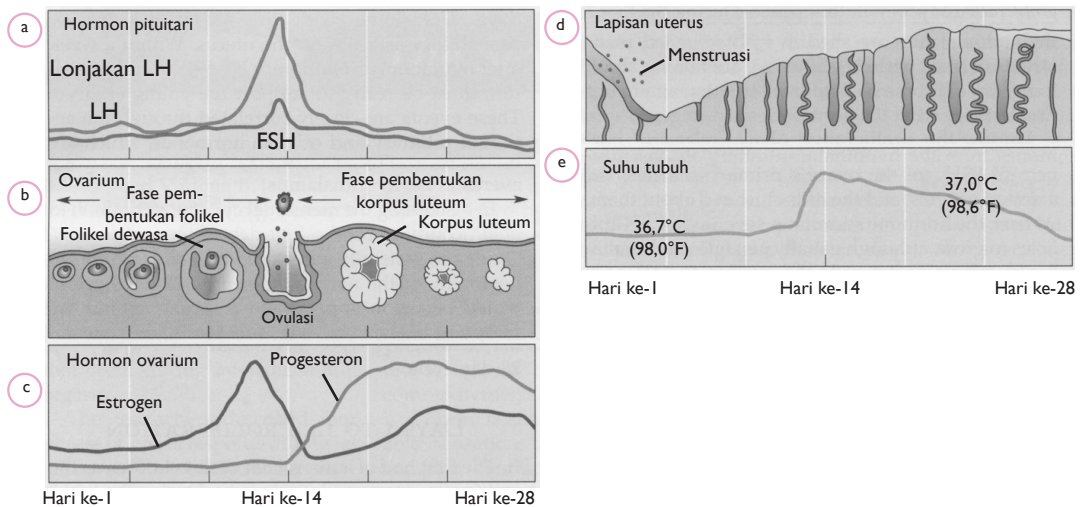 a
Hormon pituitari
Lonjakan LH
LH
FSH
b
Ovarium
Fase pem-
bentukan folikel
Folikel dewasa
Fase pembentukan
korpus luteum
Korpus luteum
Ovulasi
c
Hormon ovarium
Progesteron
Estrogen
Hari ke-1
Hari ke-14
Hari ke-28
d
Lapisan uterus
Menstruasi
e
Suhu tubuh
36,7°C
(98,0°F)
37,0°C
(98,6°F)
Hari ke-1
Hari ke-14
Hari ke-28